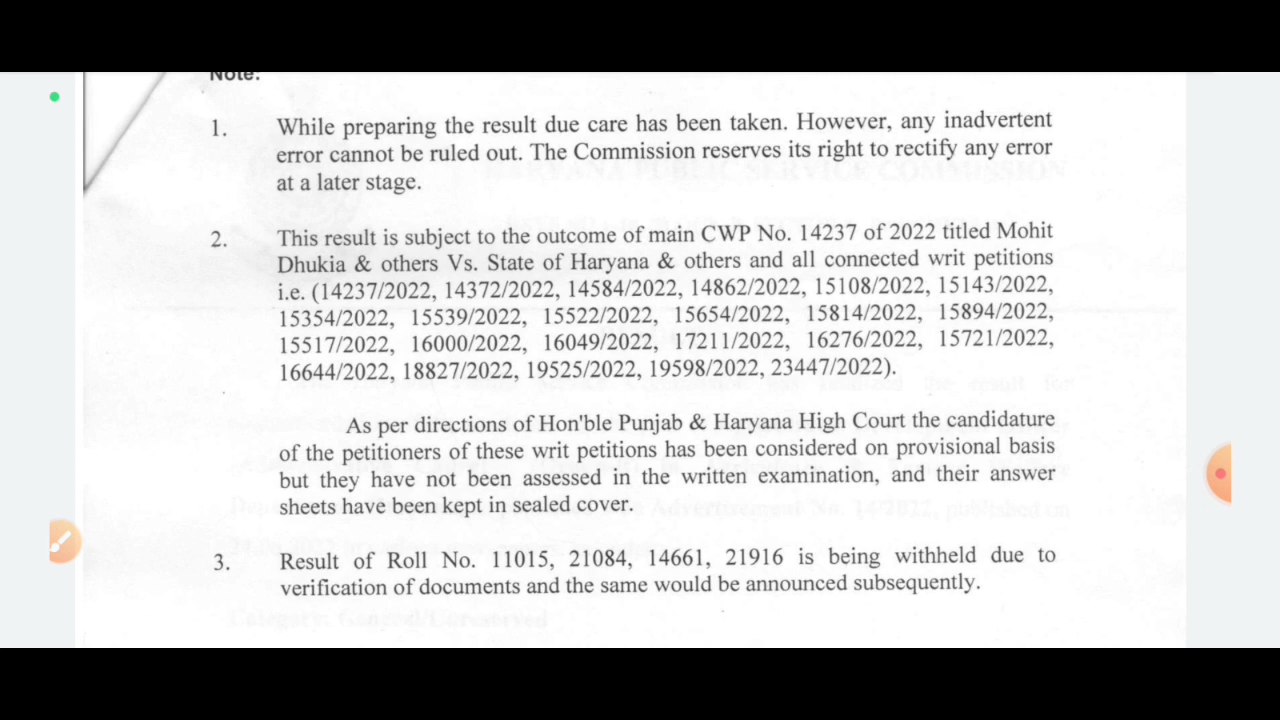 Note:
1. While preparing the result due care has been taken. However, any inadvertent
error cannot be ruled out. The Commission reserves its right to rectify any error
at a later stage.
2. This result is subject to the outcome of main CWP No. 14237 of 2022 titled Mohit
Dhukia & others Vs. State of Haryana & others and all connected writ petitions
i.e. (14237/2022, 14372/2022, 14584/2022, 14862/2022, 15108/2022, 15143/2022,
15354/2022, 15539/2022, 15522/2022, 15654/2022, 15814/2022, 15894/2022,
15517/2022, 16000/2022, 16049/2022, 17211/2022, 16276/2022, 15721/2022,
16644/2022, 18827/2022, 19525/2022, 19598/2022, 23447/2022).
As per directions of Hon'ble Punjab & Haryana High Court the candidature
of the petitioners of these writ petitions has been considered on provisional basis
but they have not been assessed in the written examination, and their answer
sheets have been kept in sealed cover.
3. Result of Roll No. 11015, 21084, 14661, 21916 is being withheld due to
verification of documents and the same would be announced subsequently.